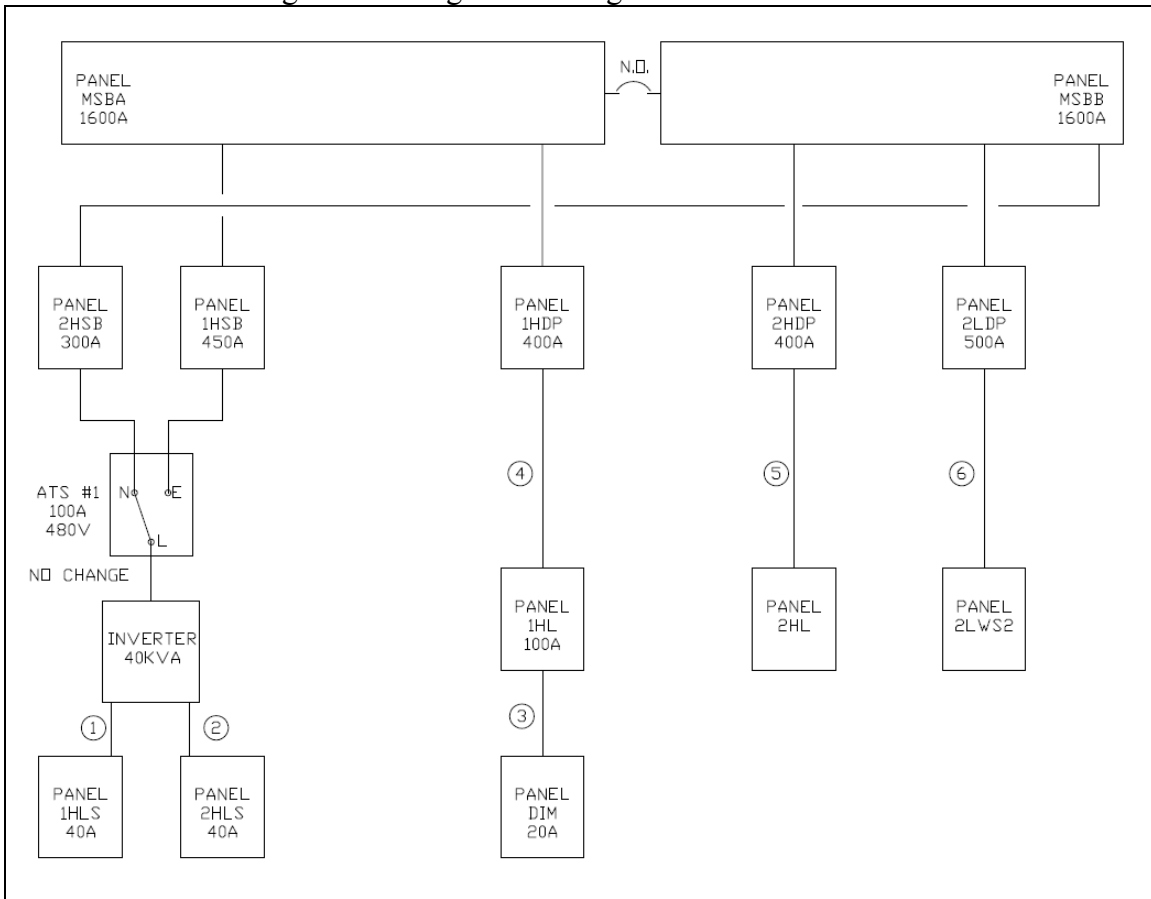 PANEL
MSBA
1600A
N.O.
PANEL
MSBB
1600A
PANEL
2HSB
300A
PANEL
1HSB
450A
PANEL
1HDP
400A
PANEL
2HDP
400A
PANEL
2LDP
500A
4
5
6
ATS #1
100A
480V
N
E
L
NO CHANGE
INVERTER
40KVA
PANEL
1HL
100A
PANEL
2HL
PANEL
2LWS2
1
2
3
PANEL
1HLS
40A
PANEL
2HLS
40A
PANEL
DIM
20A